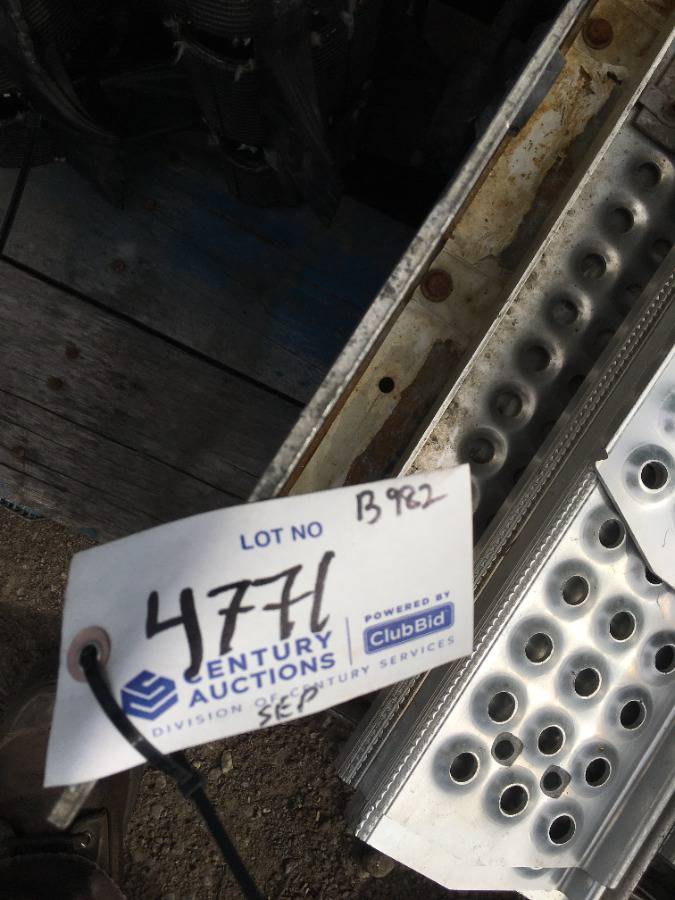 B982
LOT NO
4771
CENTURY
AUCTIONS
DIVISION OF CENTURY SERVICES
POWERED BY
ClubBid
SEP